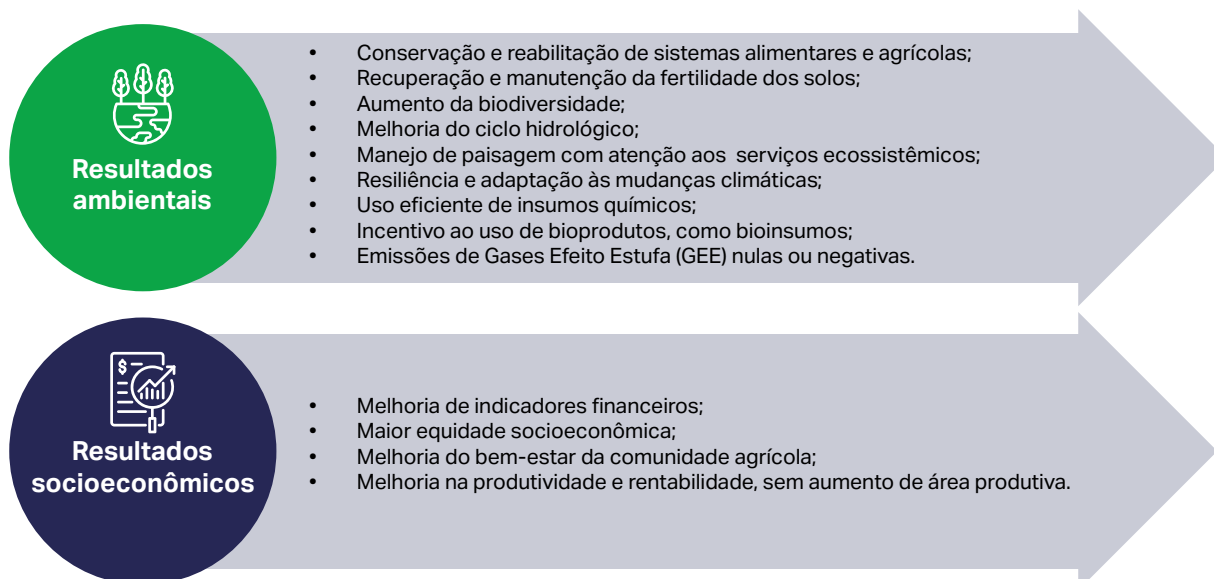 Resultados
ambientais
• Conservação e reabilitação de sistemas alimentares e agrícolas;
• Recuperação e manutenção da fertilidade dos solos;
• Aumento da biodiversidade;
• Melhoria do ciclo hidrológico;
• Manejo de paisagem com atenção aos serviços ecossistêmicos;
• Resiliência e adaptação às mudanças climáticas;
• Uso eficiente de insumos químicos;
• Incentivo ao uso de bioprodutos, como bioinsumos;
• Emissões de Gases Efeito Estufa (GEE) nulas ou negativas.
$
Resultados
socioeconômicos
• Melhoria de indicadores financeiros;
• Maior equidade socioeconômica;
• Melhoria do bem-estar da comunidade agrícola;
• Melhoria na produtividade e rentabilidade, sem aumento de área produtiva.